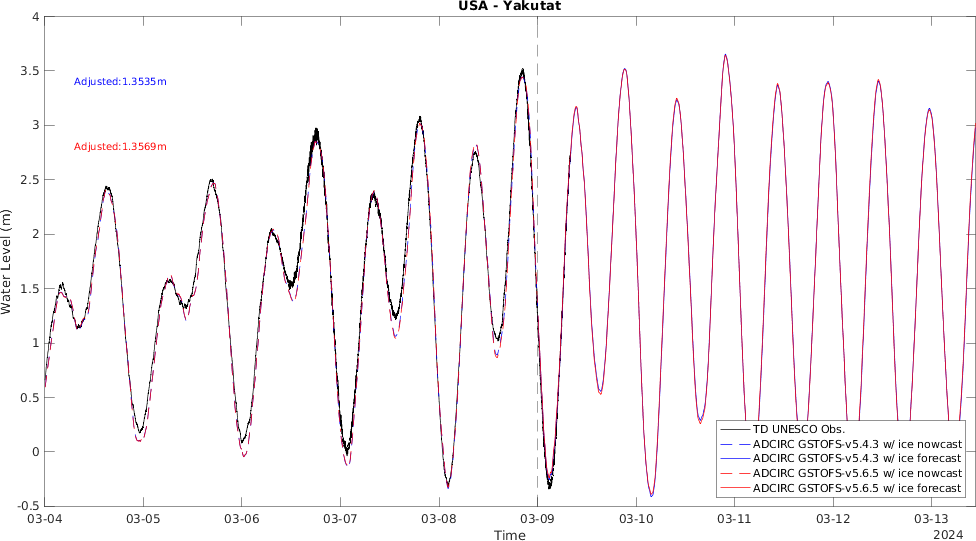 USA - Yakutat
4
3.5
3
2.5
2
1.5
1
0.5
0
-0.5
Water Level (m)
Adjusted:1.3535m
Adjusted:1.3569m
TD UNESCO Obs.
ADCIRC GSTOFS-v5.4.3 w/ ice nowcast
ADCIRC GSTOFS-v5.4.3 w/ ice forecast
ADCIRC GSTOFS-v5.6.5 w/ ice nowcast
ADCIRC GSTOFS-v5.6.5 w/ ice forecast
03-04 03-05 03-06 03-07 03-08 03-09 03-10 03-11 03-12 03-13
Time
2024